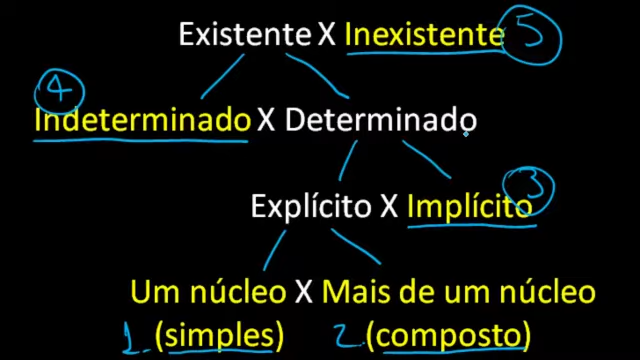 Existente X Inexistente 5
4
Indeterminado X Determinado
3
Explícito X Implícito
Um núcleo X Mais de um núcleo
1. (simples) 2. (composto)